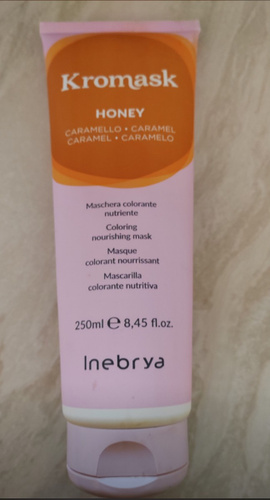 Kromask
HONEY
CARAMELLO • CARAMEL
CARAMEL • CARAMELO
Maschera colorante
nutriente
Coloring
nourishing mask
Masque
colorant nourrissant
Mascarilla
colorante nutritiva
250ml ℮ 8,45 fl.oz.
Inebrya